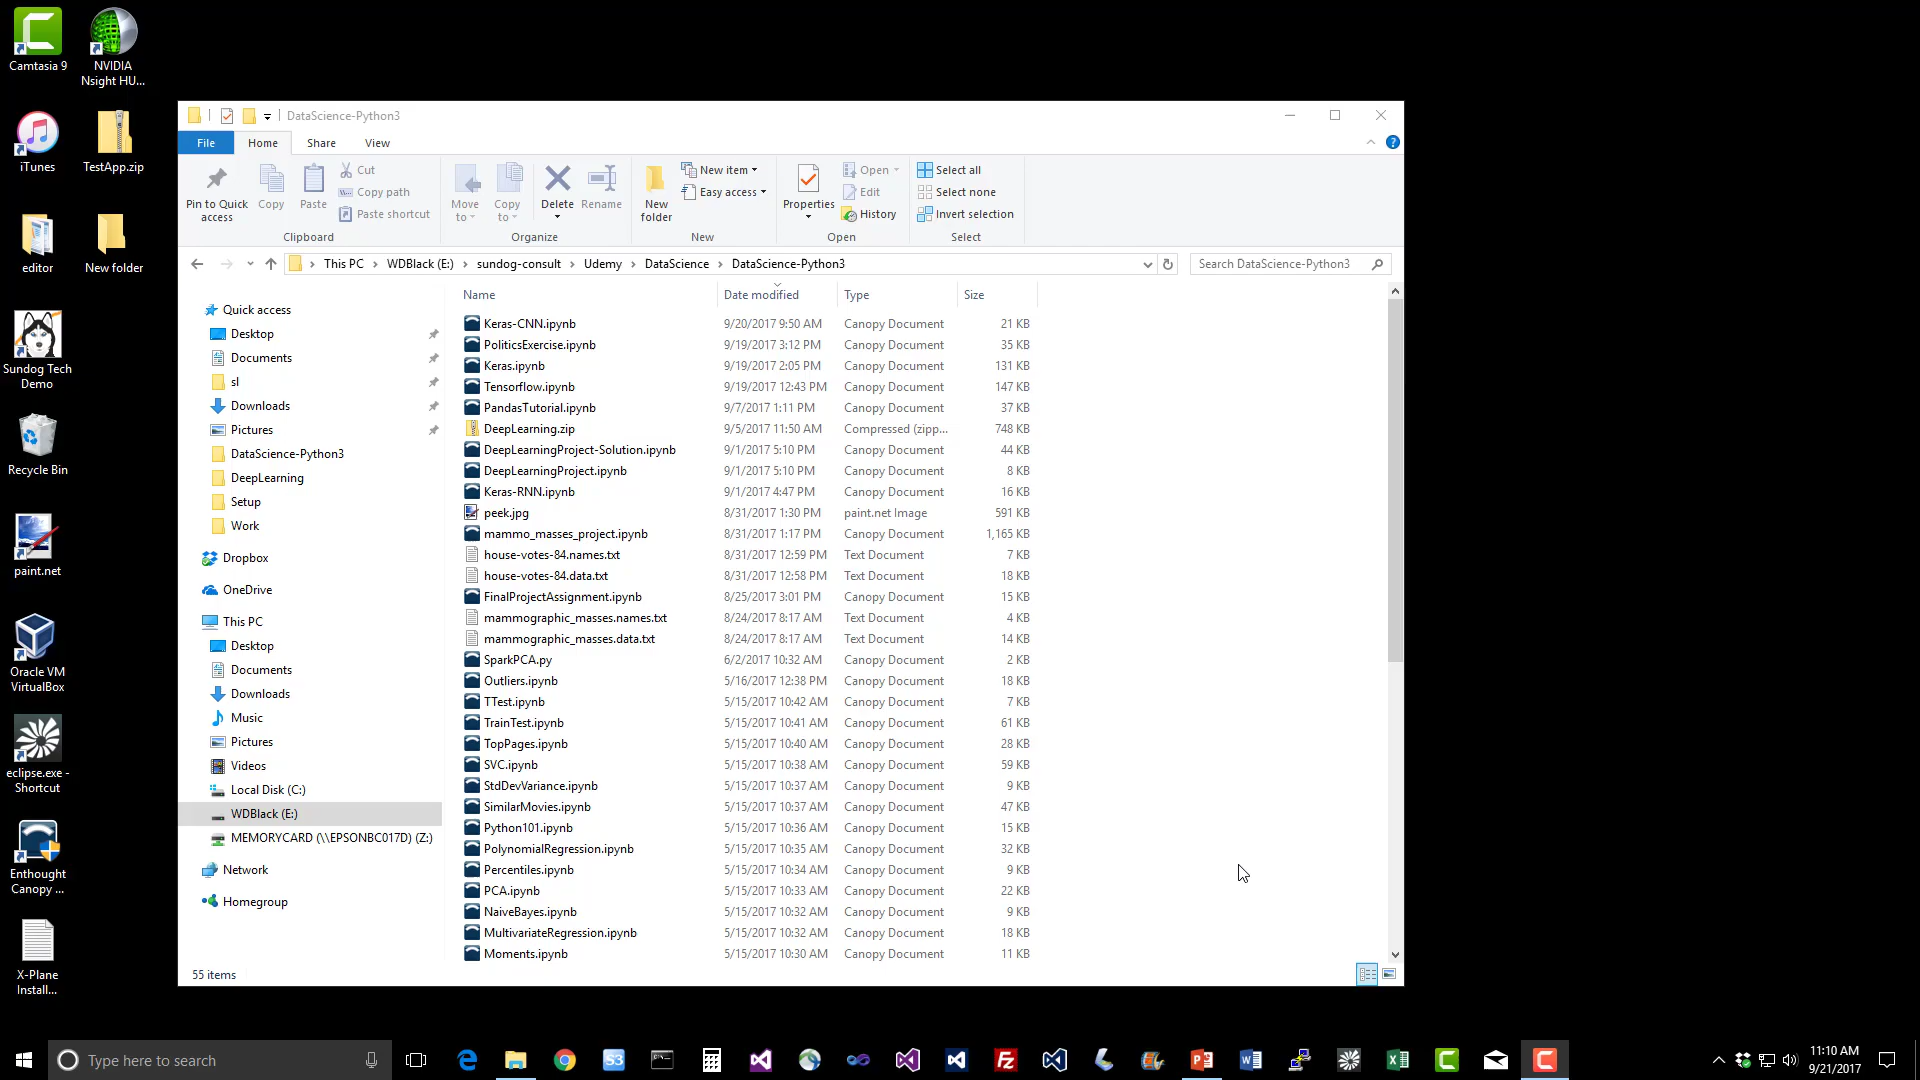 Camtasia 9
NVIDIA
Nsight HU...
iTunes
TestApp.zip
editor
New folder
Sundog Tech
Demo
Recycle Bin
paint.net
Oracle VM
VirtualBox
eclipse.exe -
Shortcut
Enthought
Canopy ...
X-Plane
Install...
DataScience-Python3
File
Home
Share
View
Pin to Quick
access
Copy
Paste
Cut
Copy path
Paste shortcut
Clipboard
Move
to
Copy
to
Delete
Rename
Organize
New
folder
New item
Easy access
New
Properties
Open
Edit
History
Open
Select all
Select none
Invert selection
Select
This PC
WDBlack (E:)
sundog-consult
Udemy
DataScience
DataScience-Python3
Search DataScience-Python3
Quick access
Desktop
Documents
sl
Downloads
Pictures
DataScience-Python3
DeepLearning
Setup
Work
Dropbox
OneDrive
This PC
Desktop
Documents
Downloads
Music
Pictures
Videos
Local Disk (C:)
WDBlack (E:)
MEMORYCARD (\\EPSONBC017D) (Z:)
Network
Homegroup
Name Date modified Type Size
Keras-CNN.ipynb 9/20/2017 9:50 AM Canopy Document 21 KB
PoliticsExercise.ipynb 9/19/2017 3:12 PM Canopy Document 35 KB
Keras.ipynb 9/19/2017 2:05 PM Canopy Document 131 KB
Tensorflow.ipynb 9/19/2017 12:43 PM Canopy Document 147 KB
PandasTutorial.ipynb 9/7/2017 1:11 PM Canopy Document 37 KB
DeepLearning.zip 9/5/2017 11:50 AM Compressed (zipp... 748 KB
DeepLearningProject-Solution.ipynb 9/1/2017 5:10 PM Canopy Document 44 KB
DeepLearningProject.ipynb 9/1/2017 5:10 PM Canopy Document 8 KB
Keras-RNN.ipynb 9/1/2017 4:47 PM Canopy Document 16 KB
peek.jpg 8/31/2017 1:30 PM paint.net Image 591 KB
mammo_masses_project.ipynb 8/31/2017 1:17 PM Canopy Document 1,165 KB
house-votes-84.names.txt 8/31/2017 12:59 PM Text Document 7 KB
house-votes-84.data.txt 8/31/2017 12:58 PM Text Document 18 KB
FinalProjectAssignment.ipynb 8/25/2017 3:01 PM Canopy Document 15 KB
mammographic_masses.names.txt 8/24/2017 8:17 AM Text Document 4 KB
mammographic_masses.data.txt 8/24/2017 8:17 AM Text Document 14 KB
SparkPCA.py 6/2/2017 10:32 AM Canopy Document 2 KB
Outliers.ipynb 5/16/2017 12:38 PM Canopy Document 18 KB
TTest.ipynb 5/15/2017 10:42 AM Canopy Document 7 KB
TrainTest.ipynb 5/15/2017 10:41 AM Canopy Document 61 KB
TopPages.ipynb 5/15/2017 10:40 AM Canopy Document 28 KB
SVC.ipynb 5/15/2017 10:38 AM Canopy Document 59 KB
StdDevVariance.ipynb 5/15/2017 10:37 AM Canopy Document 9 KB
SimilarMovies.ipynb 5/15/2017 10:37 AM Canopy Document 47 KB
Python101.ipynb 5/15/2017 10:36 AM Canopy Document 15 KB
PolynomialRegression.ipynb 5/15/2017 10:35 AM Canopy Document 32 KB
Percentiles.ipynb 5/15/2017 10:34 AM Canopy Document 9 KB
PCA.ipynb 5/15/2017 10:33 AM Canopy Document 22 KB
NaiveBayes.ipynb 5/15/2017 10:32 AM Canopy Document 9 KB
MultivariateRegression.ipynb 5/15/2017 10:32 AM Canopy Document 18 KB
Moments.ipynb 5/15/2017 10:30 AM Canopy Document 11 KB
55 items
Type here to search
11:10 AM
9/21/2017